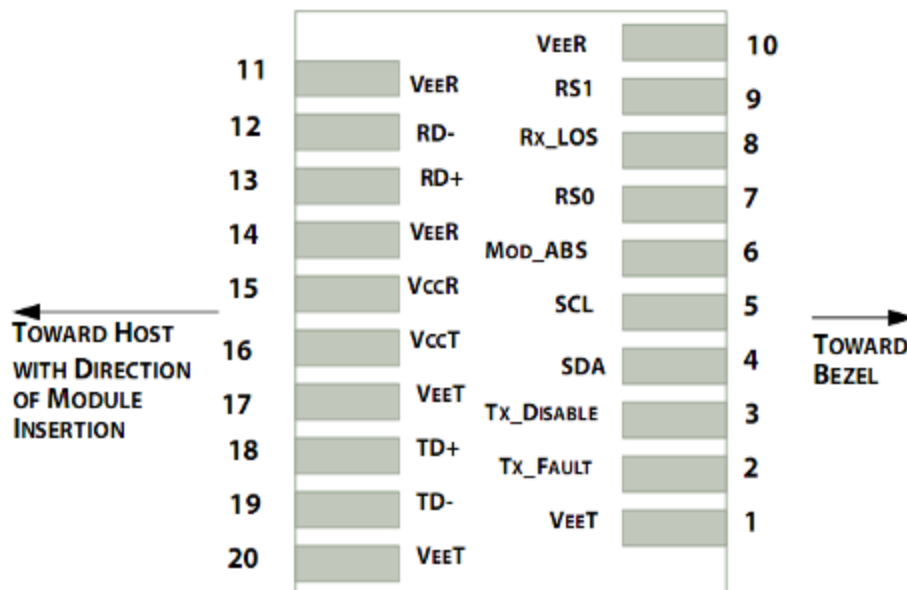 11 VEER
12 RD-
13 RD+
14 VEER
15 VCCR
16 VCCT
17 VEET
18 TD+
19 TD-
20 VEET
VEER 10
RS1 9
RX_LOS 8
RS0 7
MOD_ABS 6
SCL 5
SDA 4
TX_DISABLE 3
TX_FAULT 2
VEET 1
TOWARD HOST
WITH DIRECTION
OF MODULE
INSERTION
TOWARD
BEZEL